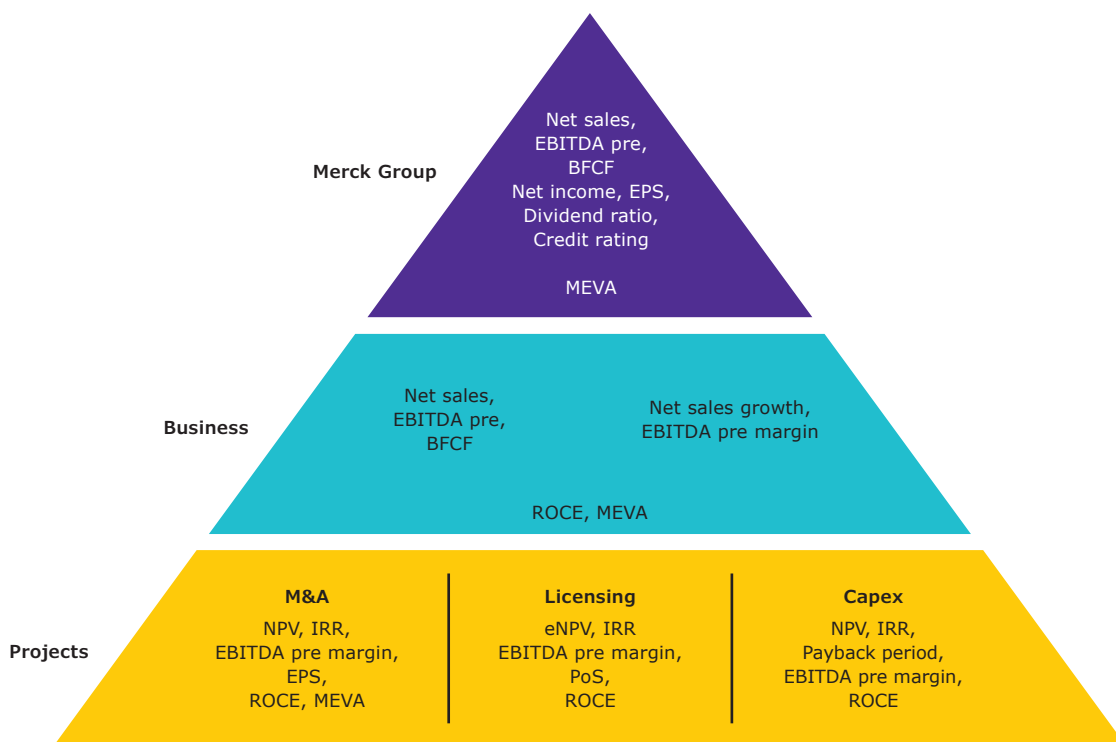 Merck Group
Net sales,
EBITDA pre,
BFCF
Net income, EPS,
Dividend ratio,
Credit rating
MEVA
Business
Net sales,
EBITDA pre,
BFCF
Net sales growth,
EBITDA pre margin
ROCE, MEVA
Projects
M&A
NPV, IRR,
EBITDA pre margin,
EPS,
ROCE, MEVA
Licensing
eNPV, IRR
EBITDA pre margin,
PoS,
ROCE
Capex
NPV, IRR,
Payback period,
EBITDA pre margin,
ROCE